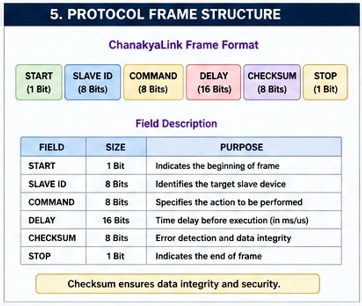 5. PROTOCOL FRAME STRUCTURE
ChanakyaLink Frame Format
START SLAVE ID COMMAND DELAY CHECKSUM STOP
(1 Bit) (8 Bits) (8 Bits) (16 Bits) (8 Bits) (1 Bit)
Field Description
FIELD SIZE PURPOSE
START 1 Bit Indicates the beginning of frame
SLAVE ID 8 Bits Identifies the target slave device
COMMAND 8 Bits Specifies the action to be performed
DELAY 16 Bits Time delay before execution (in ms/us)
CHECKSUM 8 Bits Error detection and data integrity
STOP 1 Bit Indicates the end of frame
Checksum ensures data integrity and security.